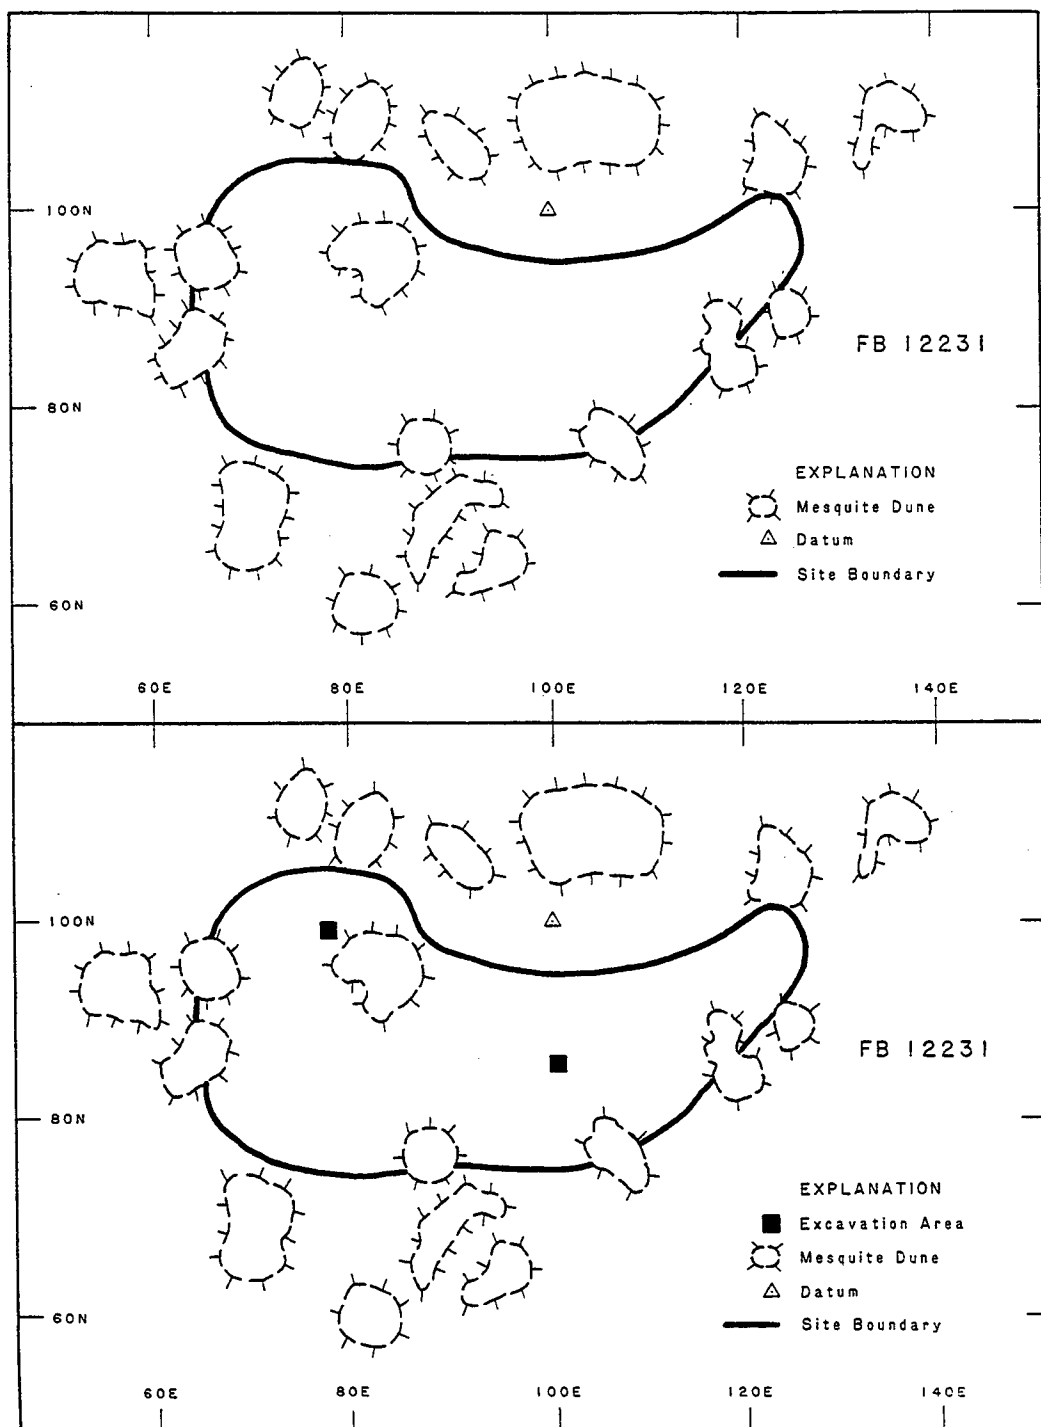 100N
FB 12231
80N
EXPLANATION
Mesquite Dune
Datum
Site Boundary
60N
60E 80E 100E 120E 140E
100N
FB 12231
80N
EXPLANATION
Excavation Area
Mesquite Dune
Datum
Site Boundary
60N
60E 80E 100E 120E 140E